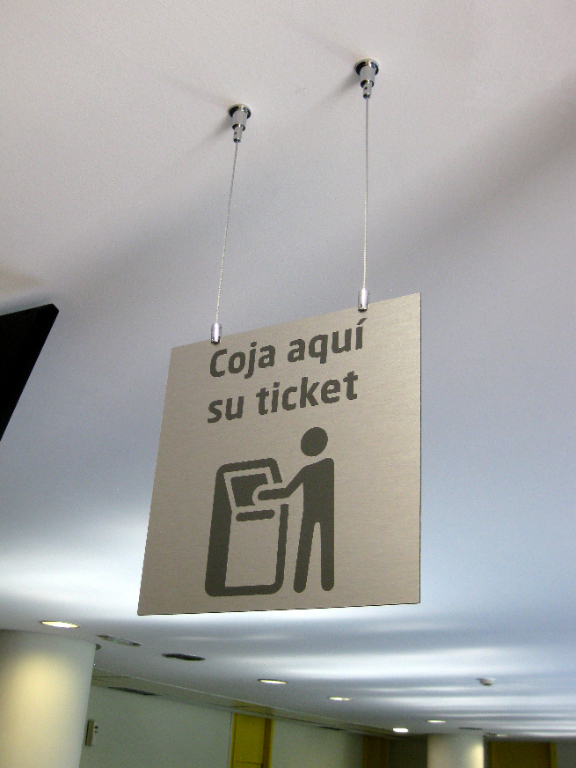 Coja aquí
su ticket